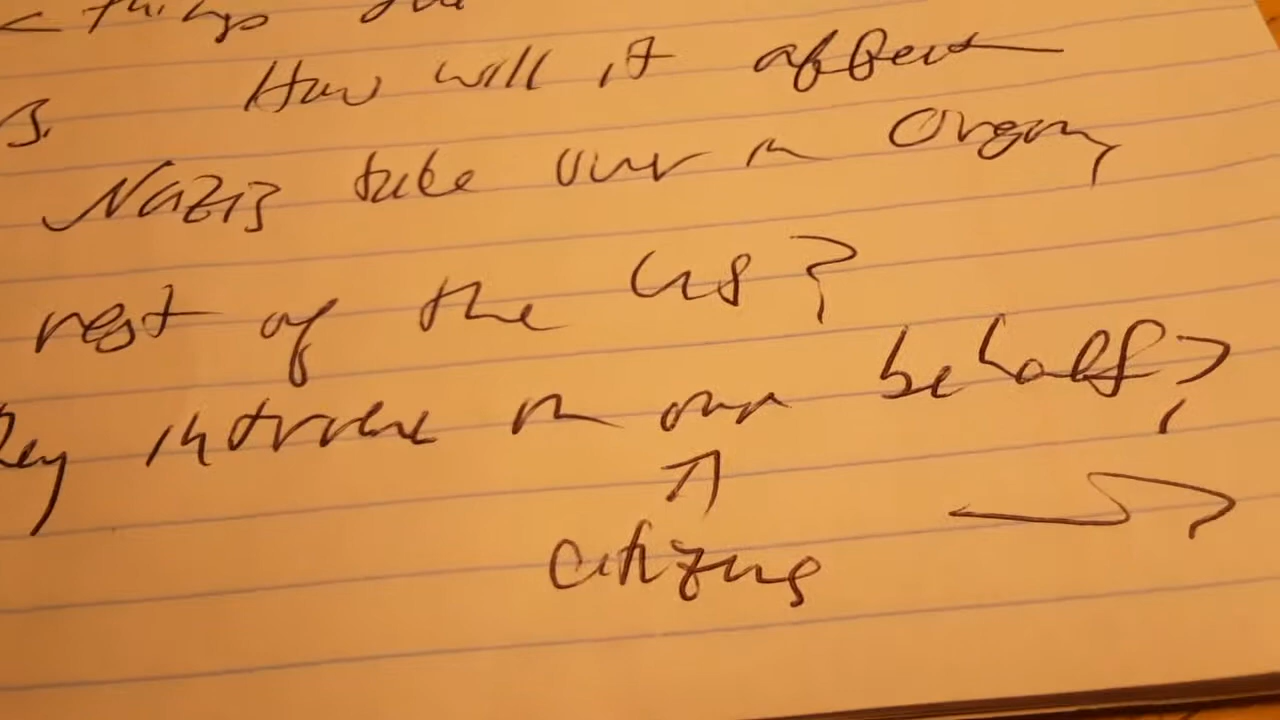 things
3. How will it affect
Nazis take over in Oregon,
rest of the US?
intervene on our behalf?
↑
citizens